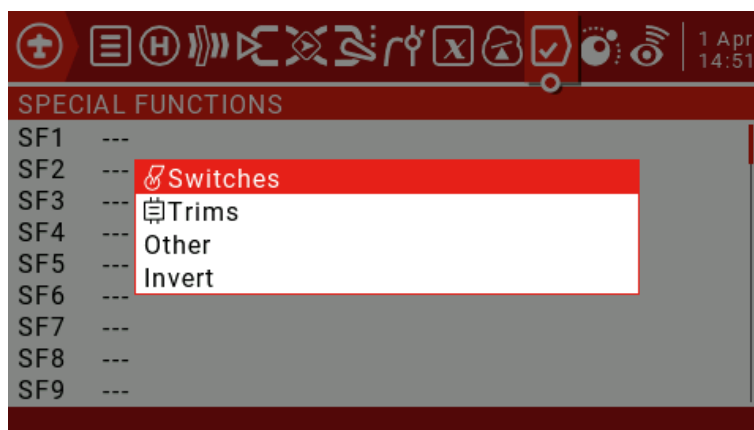 H x 1 Apr
14:51
SPECIAL FUNCTIONS
SF1 ---
SF2 ---
Switches
SF3 ---
Trims
SF4 ---
Other
SF5 ---
Invert
SF6 ---
SF7 ---
SF8 ---
SF9 ---